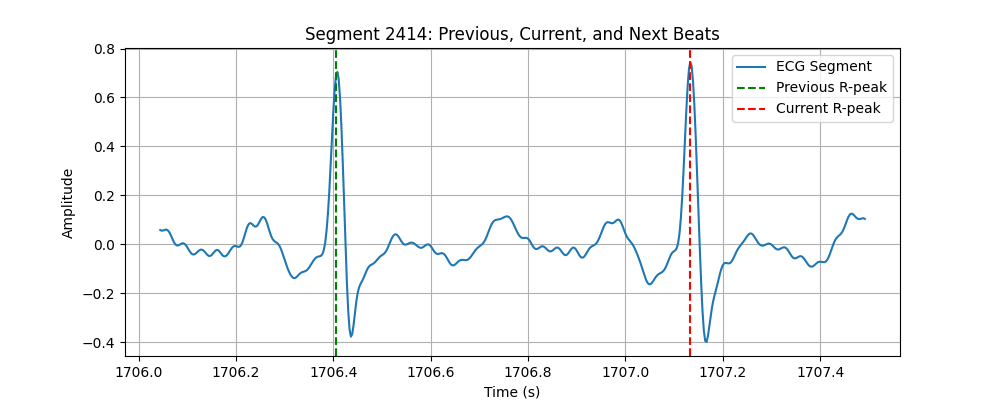 Segment 2414: Previous, Current, and Next Beats
0.8
0.6
0.4
0.2
0.0
−0.2
−0.4
Amplitude
ECG Segment
Previous R-peak
Current R-peak
1706.0 1706.2 1706.4 1706.6 1706.8 1707.0 1707.2 1707.4
Time (s)